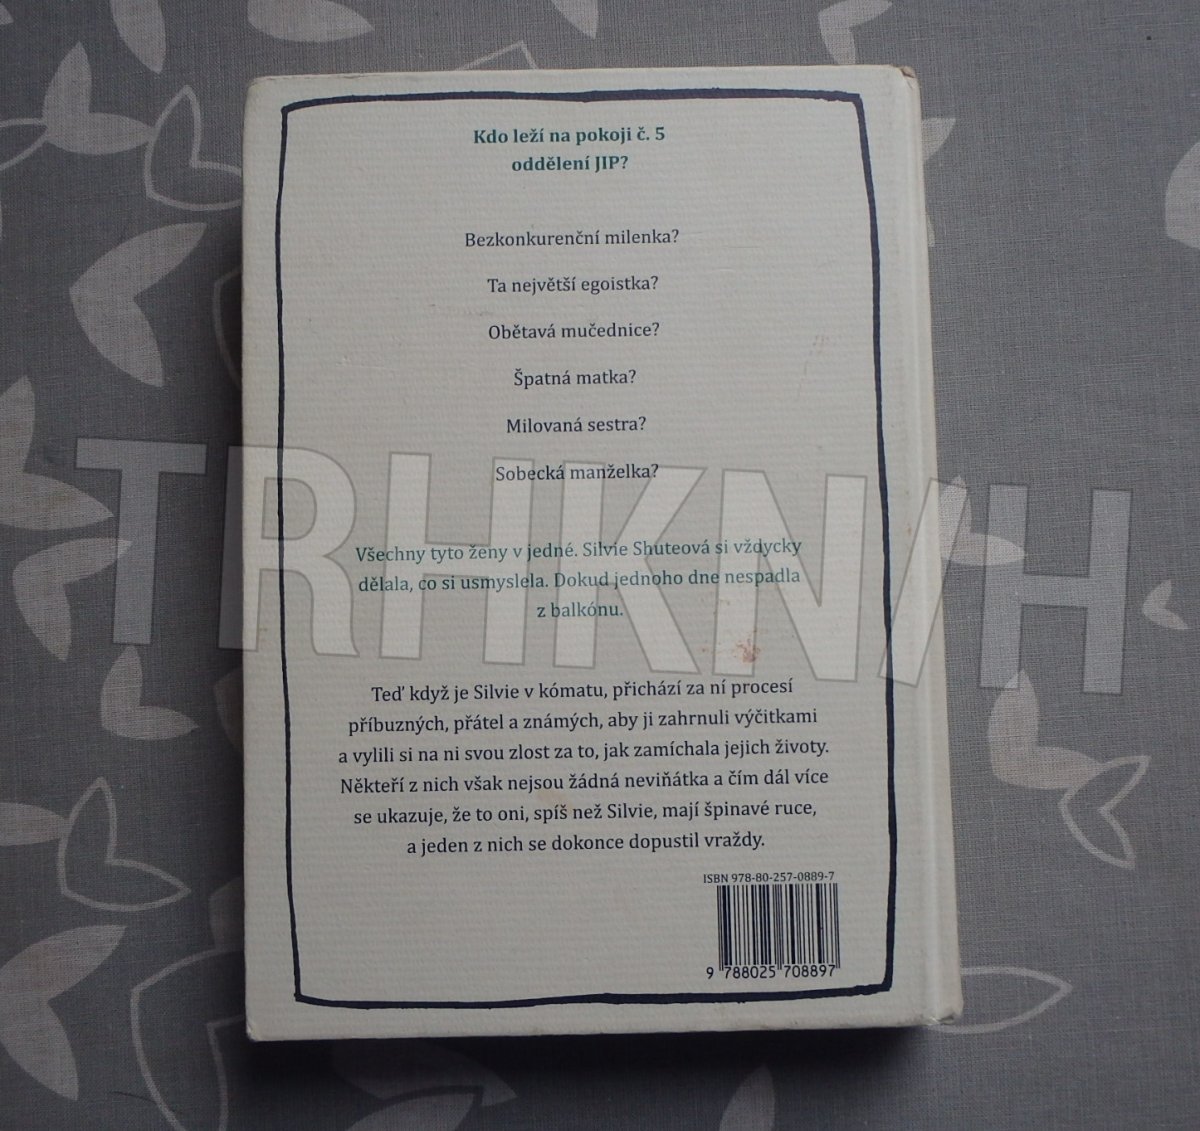 Kdo leží na pokoji č. 5
oddělení JIP?
Bezkonkurenční milenka?
Ta největší egoistka?
Obětavá mučednice?
Špatná matka?
Milovaná sestra?
Sobecká manželka?
Všechny tyto ženy v jedné. Silvie Shuteová si vždycky
dělala, co si usmyslela. Dokud jednoho dne nespadla
z balkónu.
Teď když je Silvie v kómatu, přichází za ní procesí
příbuzných, přátel a známých, aby ji zahrnuli výčitkami
a vylili si na ni svou zlost za to, jak zamíchala jejich životy.
Někteří z nich však nejsou žádná neviňátka a čím dál více
se ukazuje, že to oni, spíš než Silvie, mají špinavé ruce,
a jeden z nich se dokonce dopustil vraždy.
ISBN 978-80-257-0889-7
9 788025 708897
TRHKNIH